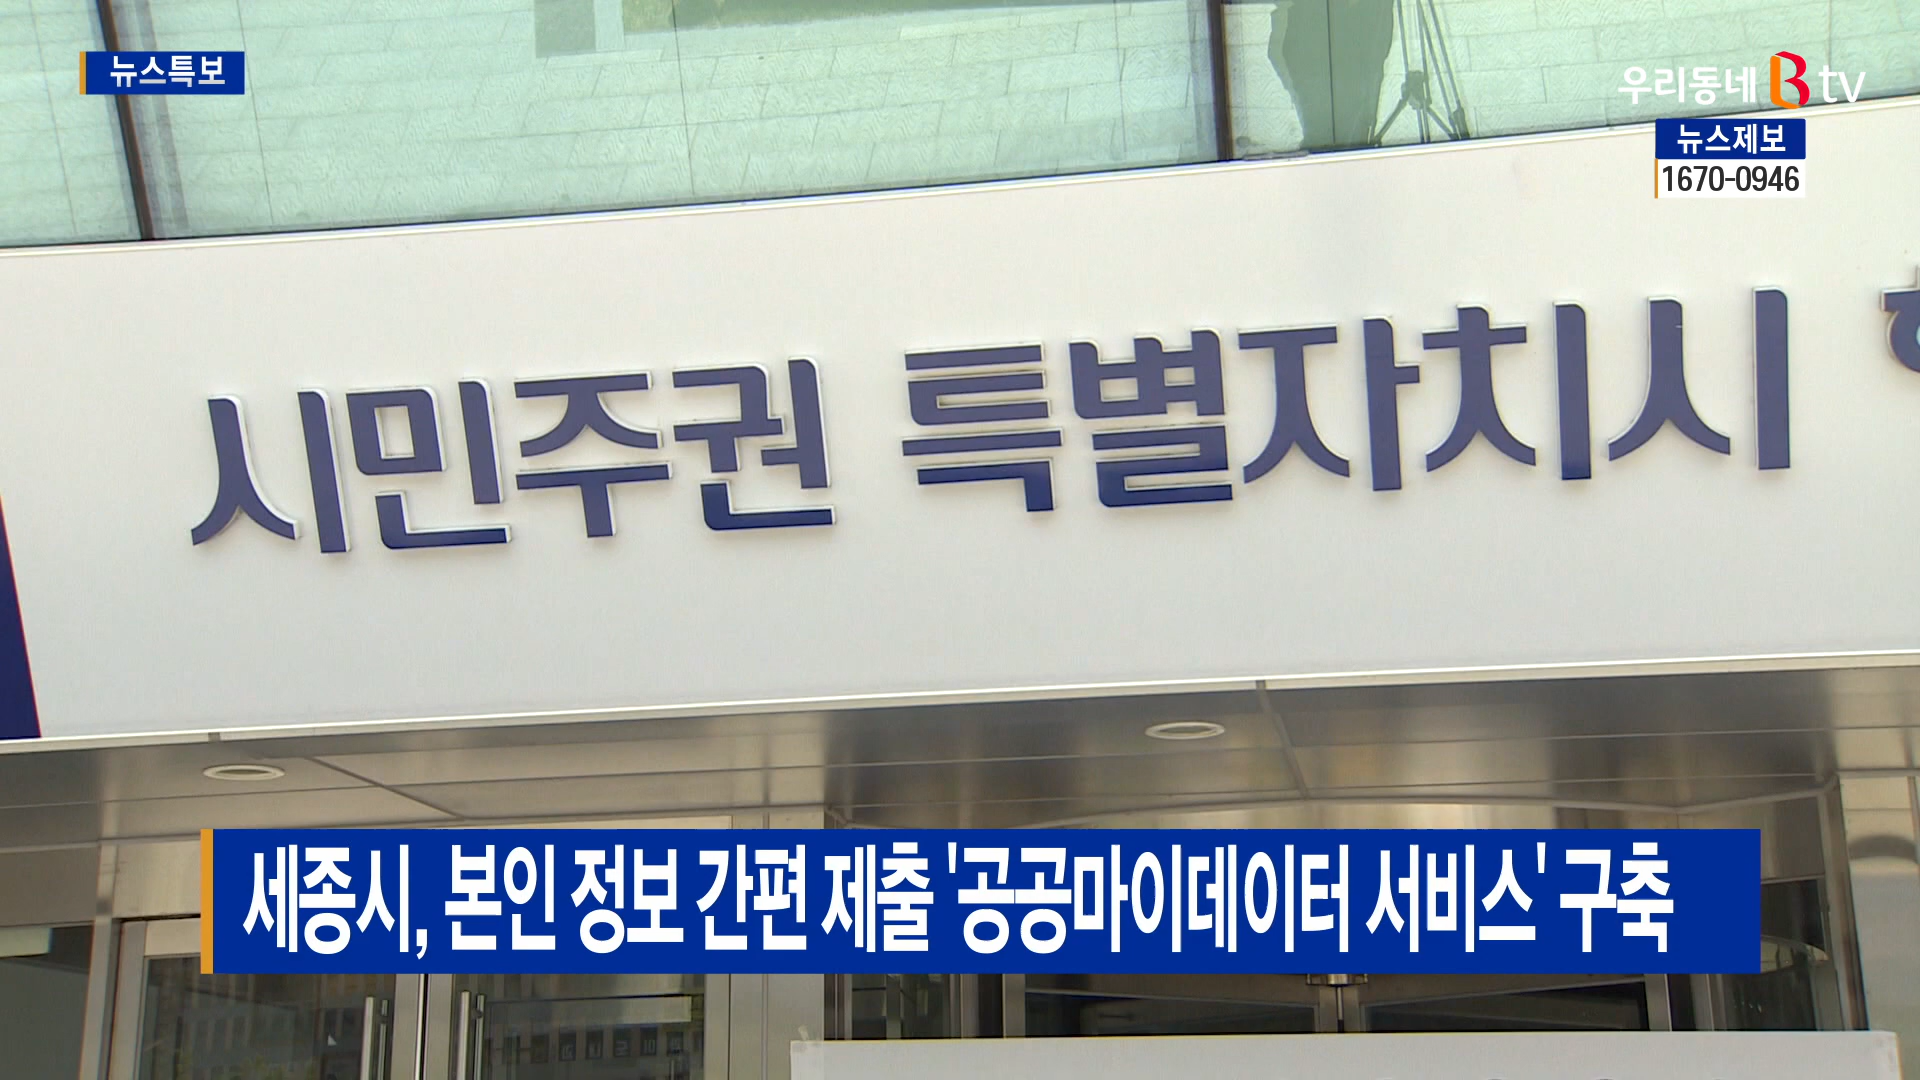 뉴스특보
우리동네 B tv
뉴스제보
1670-0946
시민주권 특별자치시
세종시, 본인 정보 간편 제출 '공공마이데이터 서비스' 구축